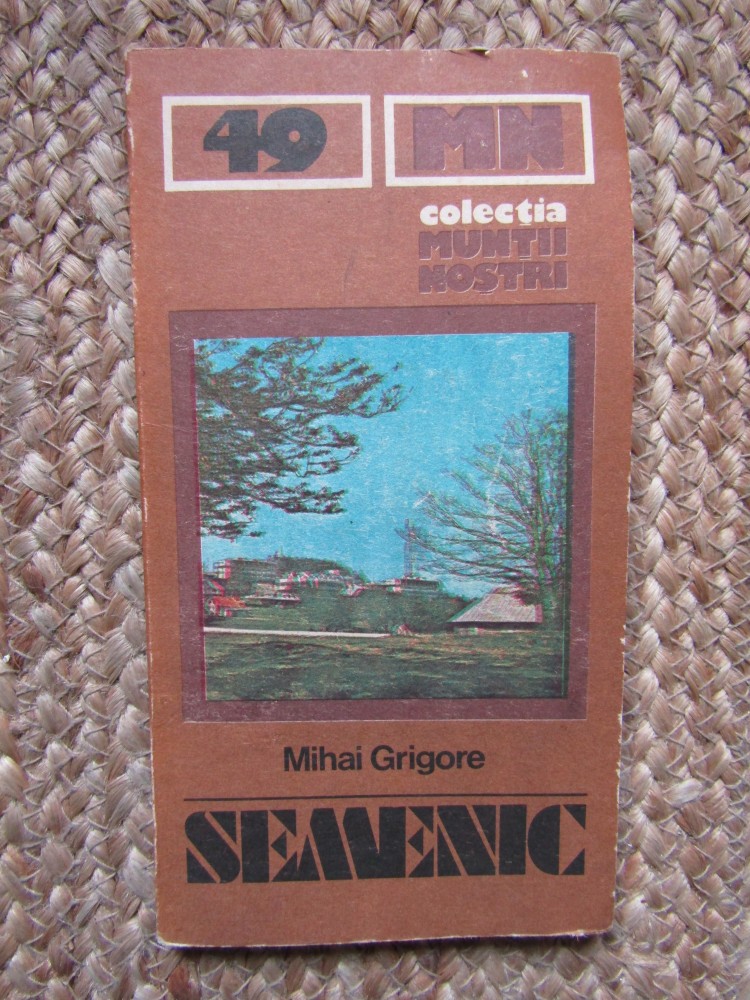 49
MN
colecția
MUNȚII
NOȘTRI
Mihai Grigore
SEMENIC